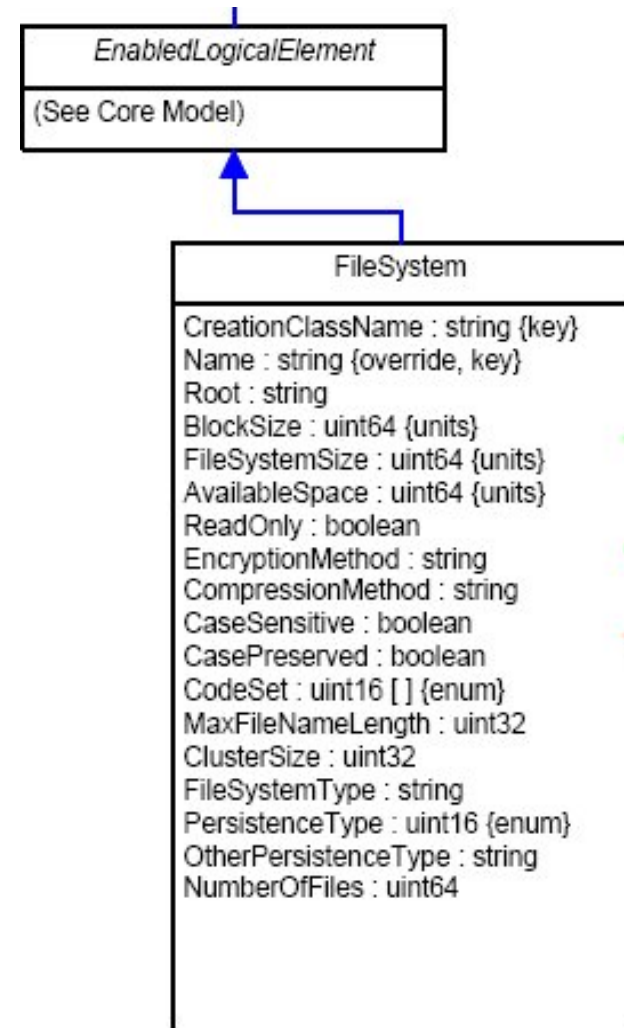 EnabledLogicalElement
(See Core Model)
FileSystem
CreationClassName : string {key}
Name : string {override, key}
Root : string
BlockSize : uint64 {units}
FileSystemSize : uint64 {units}
AvailableSpace : uint64 {units}
ReadOnly : boolean
EncryptionMethod : string
CompressionMethod : string
CaseSensitive : boolean
CasePreserved : boolean
CodeSet : uint16 [ ] {enum}
MaxFileNameLength : uint32
ClusterSize : uint32
FileSystemType : string
PersistenceType : uint16 {enum}
OtherPersistenceType : string
NumberOfFiles : uint64